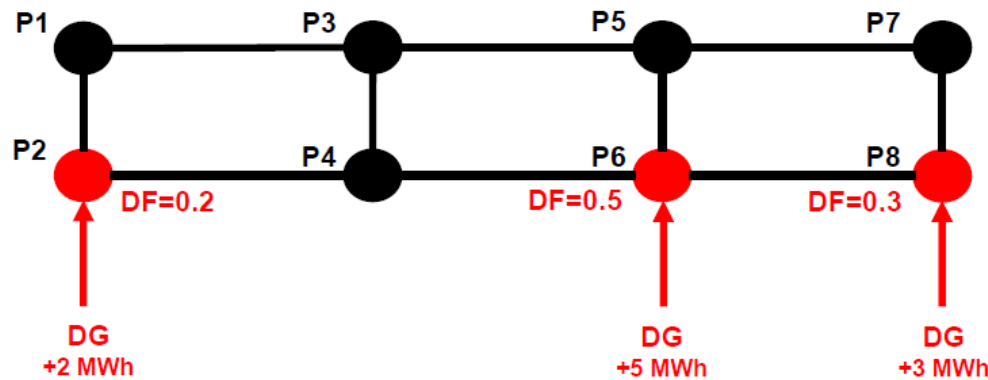 P1
P3
P5
P7
P2
P4
P6
P8
DF=0.2
DF=0.5
DF=0.3
DG
+2 MWh
DG
+5 MWh
DG
+3 MWh